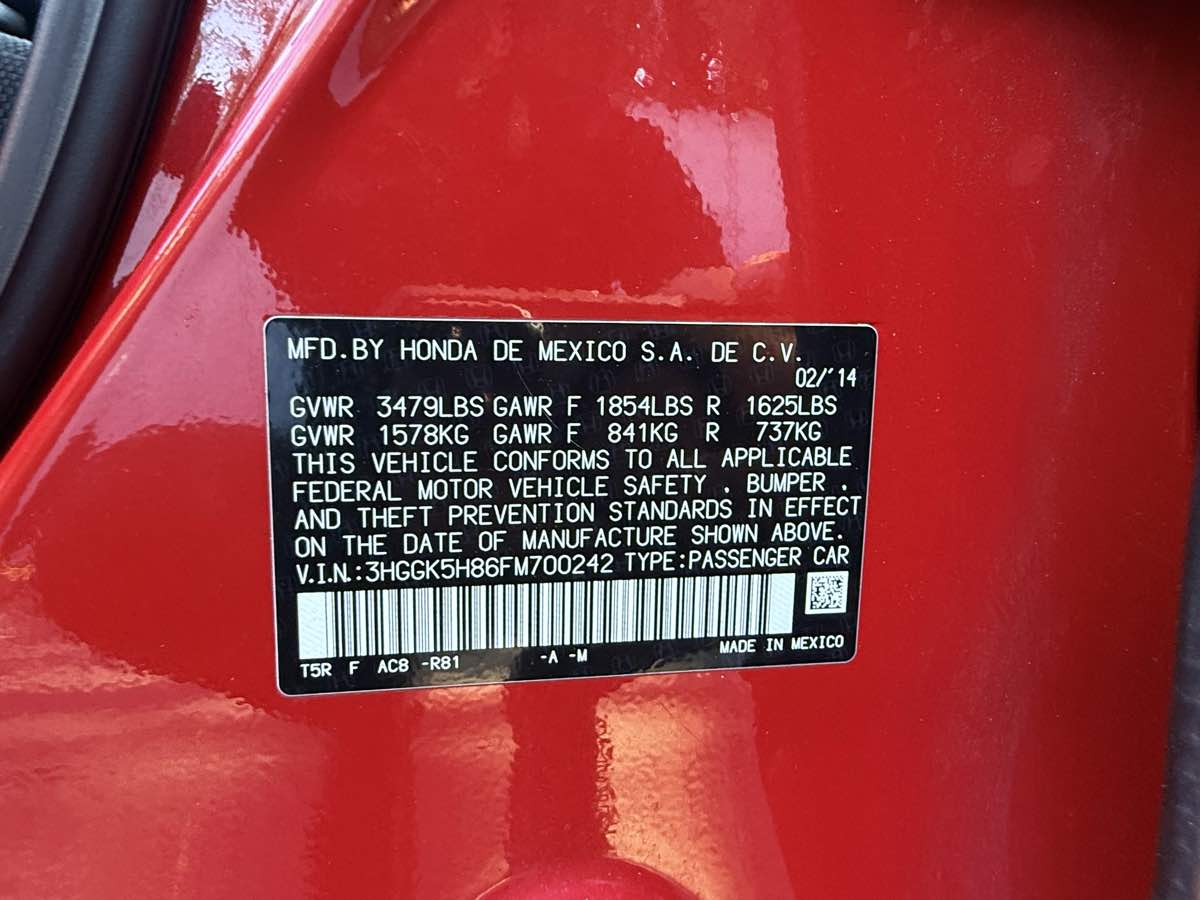 MFD.BY HONDA DE MEXICO S.A. DE C.V.
02/'14
GVWR 3479LBS GAWR F 1854LBS R 1625LBS
GVWR 1578KG GAWR F 841KG R 737KG
THIS VEHICLE CONFORMS TO ALL APPLICABLE
FEDERAL MOTOR VEHICLE SAFETY , BUMPER ,
AND THEFT PREVENTION STANDARDS IN EFFECT
ON THE DATE OF MANUFACTURE SHOWN ABOVE.
V.I.N.:3HGGK5H86FM700242 TYPE:PASSENGER CAR
T5R F AC8 -R81 -A -M MADE IN MEXICO